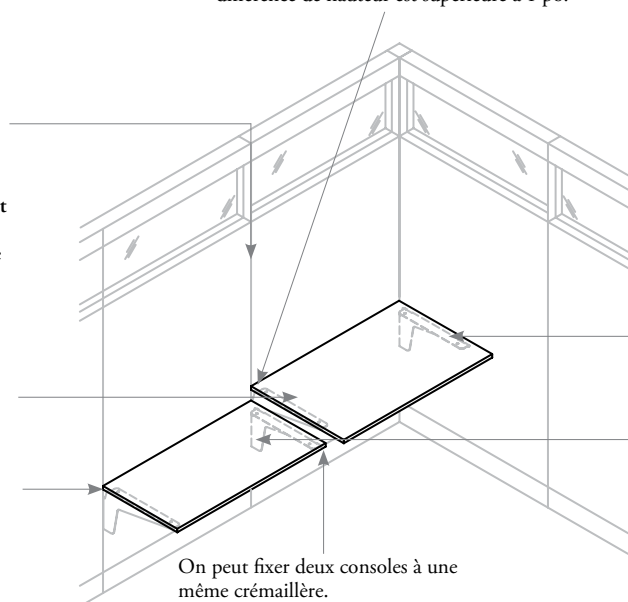 différence de hauteur est supérieure à 1 po.
t
e
On peut fixer deux consoles à une
même crémaillère.